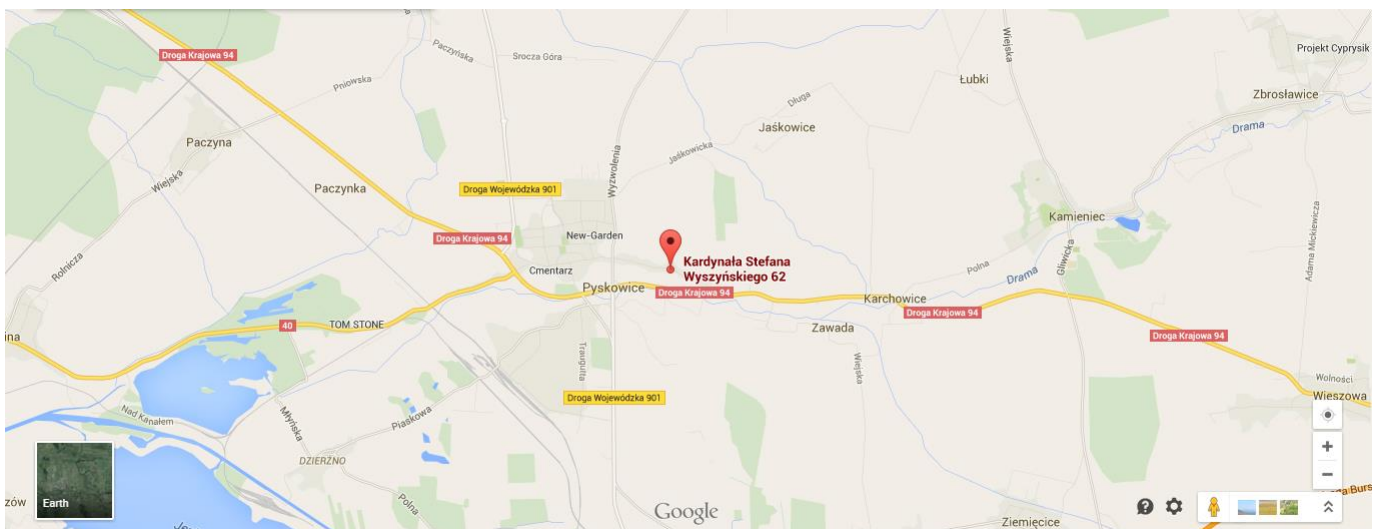 Droga Krajowa 94
Paczyńska
Srocza Góra
Wiejska
Projekt Cyprysik
Pniowska
Łubki
Zbrosławice
Długa
Jaśkowice
Drama
Paczyna
Jaśkowicka
Wyzwolenia
Wiejska
Paczynka
Droga Wojewódzka 901
Kamieniec
Adama Mickiewicza
New-Garden
Droga Krajowa 94
Gliwicka
Rolnicza
Kardynała Stefana
Wyszyńskiego 62
Cmentarz
Polna
Drama
Pyskowice
Droga Krajowa 94
Karchowice
Droga Krajowa 94
40
TOM STONE
Zawada
Droga Krajowa 94
ina
Traugutta
Wiejska
Wolności
Droga Wojewódzka 901
Wieszowa
Nad Kanałem
Młyńska
Piaskowa
DZIERŻNO
Earth
zów
Polna
Google
Ziemięcice